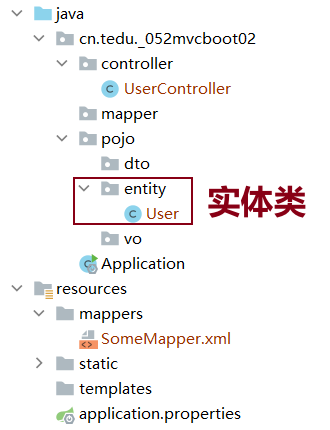 java
cn.tedu._052mvcboot02
controller
UserController
mapper
pojo
dto
entity
User
实体类
vo
Application
resources
mappers
SomeMapper.xml
static
templates
application.properties